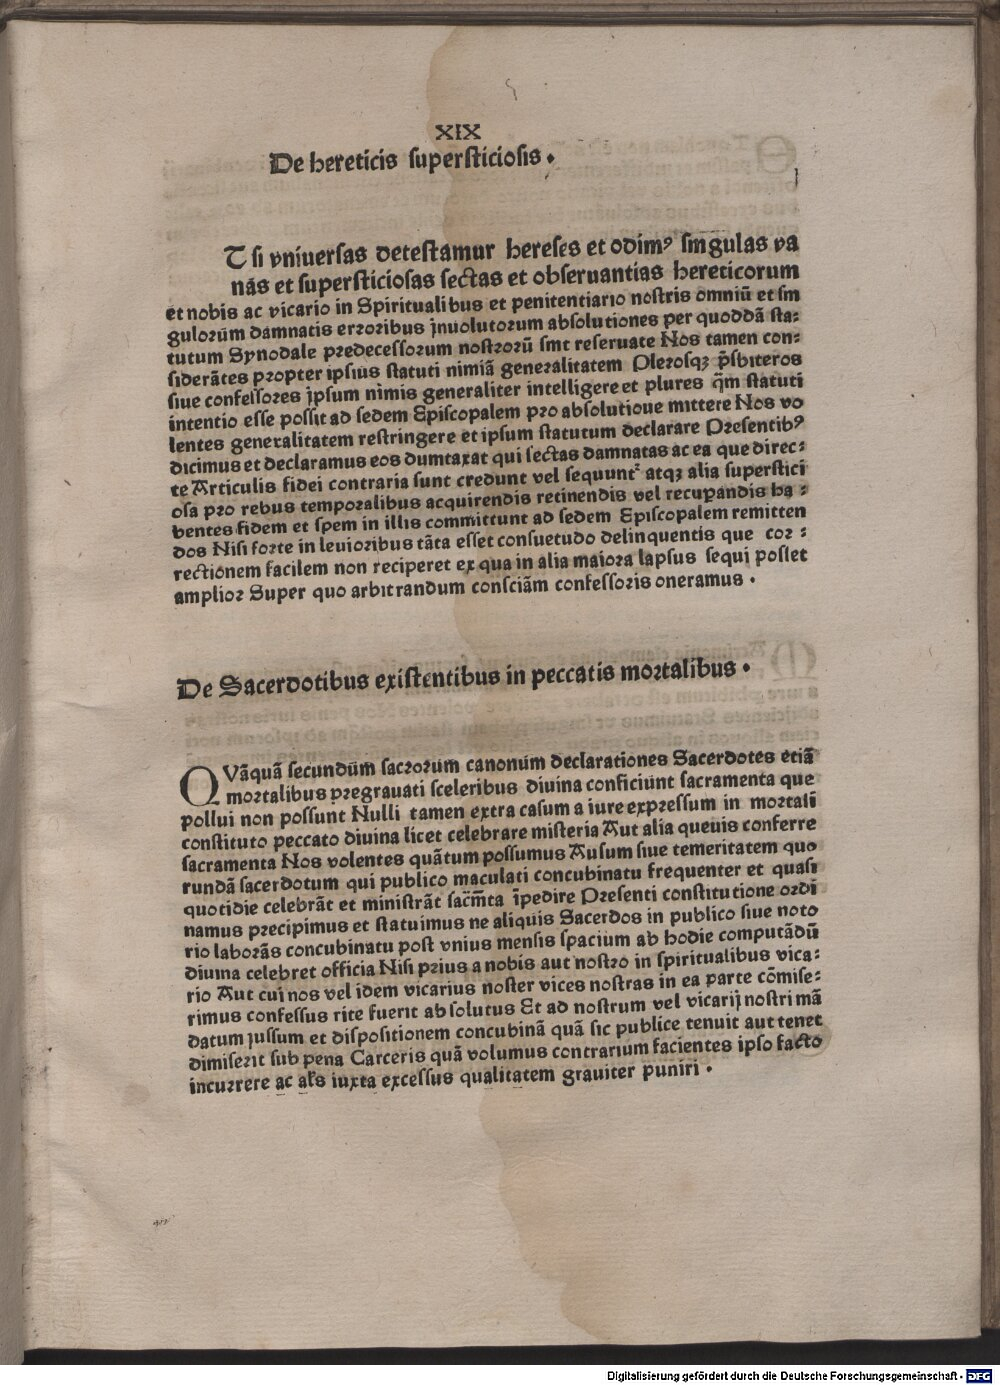 XIX
De hereticis supersticiosis.
T si vniuersas detestamur hereses et odimꝰ singulas va
nās et supersticiosas sectas et obseruantias hereticorum
et nobis ac vicario in Spiritualibus et penitentiario nostris omniū et sin
gulorum damnatis erroribus inuolutorum absolutiones per quoddā sta:
tutum Synodale predecessorum nostrorū sint reseruate Nos tamen con:
siderātes propter ipsius statuti nimiā generalitatem Plerosqꝫ p̄sbiteros
siue confessores ipsum nimis generaliter intelligere et plures q̄m statuti
intentio esse possit ad sedem Episcopalem pro absolutioue mittere Nos vo
lentes generalitatem restringere et ipsum statutum declarare Presentibꝰ
dicimus et declaramus eos dumtaxat qui sectas damnatas ac ea que direc:
te Articulis fidei contraria sunt credunt vel sequunt᷑ atqꝫ alia superstici
osa pro rebus temporalibus acquirendis retinendis vel recupandis ha:
bentes fidem et spem in illis committunt ad sedem Episcopalem remitten
dos Nisi forte in leuioribus tāta esset consuetudo delinquentis que cor:
rectionem facilem non reciperet ex qua in alia maiora lapsus sequi posset
amplior Super quo arbitrandum consciām confessoris oneramus.
De Sacerdotibus existentibus in peccatis mortalibus.
QVāquā secundum sacrorum canonum declarationes Sacerdotes etiā
mortalibus pregrauati sceleribus diuina conficiunt sacramenta que
pollui non possunt Nulli tamen extra casum a iure expressum in mortali
constituto peccato diuina licet celebrare misteria Aut alia queuis conferre
sacramenta Nos volentes quātum possumus Ausum siue temeritatem quo
rundā sacerdotum qui publico maculati concubinatu frequenter et quasi
quotidie celebrāt et ministrāt sacm̄ta īpedire Presenti constitutione ordi
namus precipimus et statuimus ne aliquis Sacerdos in publico siue noto
rio laborās concubinatu post vnius mensis spacium ab hodie computādū
diuina celebret officia Nisi prius a nobis aut nostro in spiritualibus vica:
rio Aut cui nos vel idem vicarius noster vices nostras in ea parte cōmise:
rimus confessus rite fuerit absolutus Et ad nostrum vel vicarij nostri mā
datum iussum et dispositionem concubinā quā sic publice tenuit aut tenet
dimiserit sub pena Carceris quā volumus contrarium facientes ipso facto
incurrere ac al's iuxta excessus qualitatem grauiter puniri.
Digitalisierung gefördert durch die Deutsche Forschungsgemeinschaft - DFG